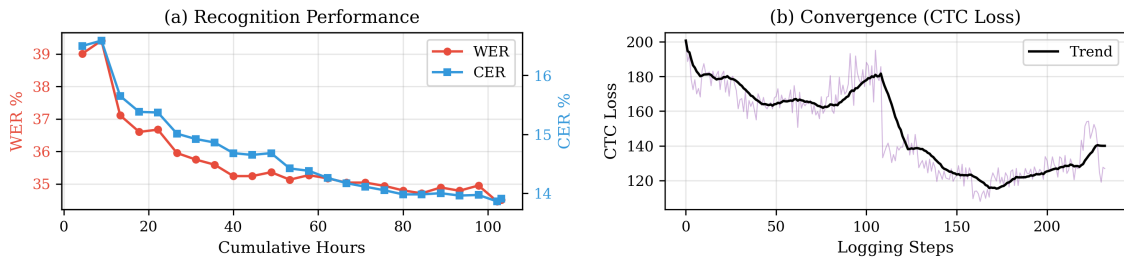 (a) Recognition Performance
WER %
39
38
37
36
35
WER
CER
16
15
14
CER %
0
20
40
60
80
100
Cumulative Hours
(b) Convergence (CTC Loss)
CTC Loss
200
180
160
140
120
Trend
0
50
100
150
200
Logging Steps